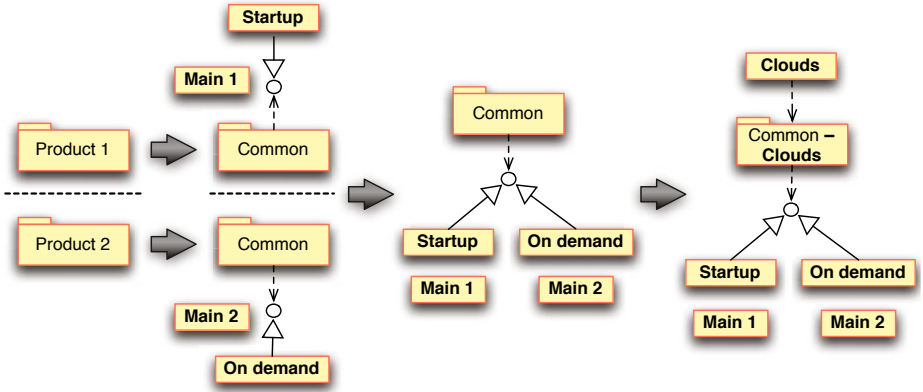 Startup
Main 1
Product 1
Common
Product 2
Common
Main 2
On demand
Common
Startup
On demand
Main 1
Main 2
Clouds
Common –
Clouds
Startup
On demand
Main 1
Main 2